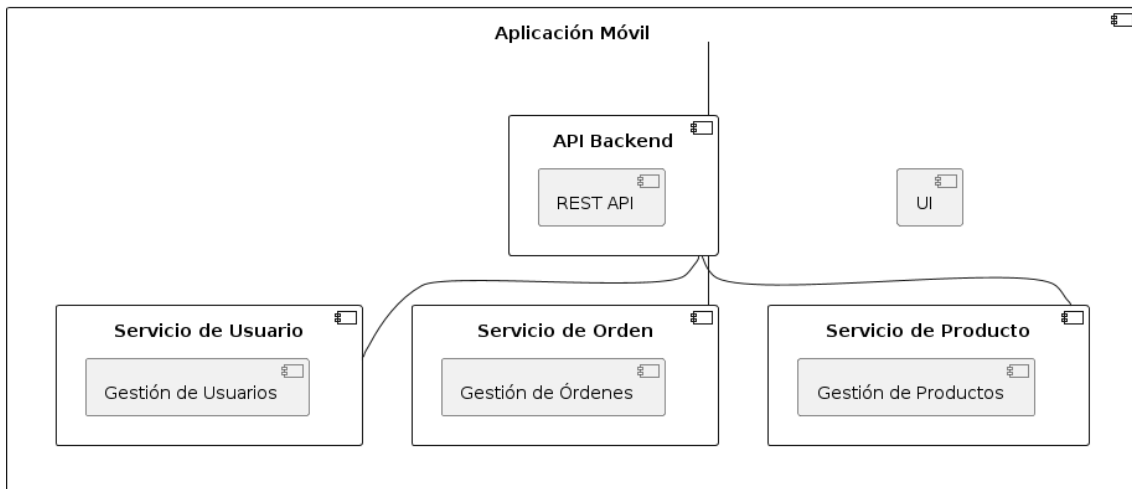 Aplicación Móvil
API Backend
REST API
UI
Servicio de Usuario
Servicio de Orden
Servicio de Producto
Gestión de Usuarios
Gestión de Órdenes
Gestión de Productos